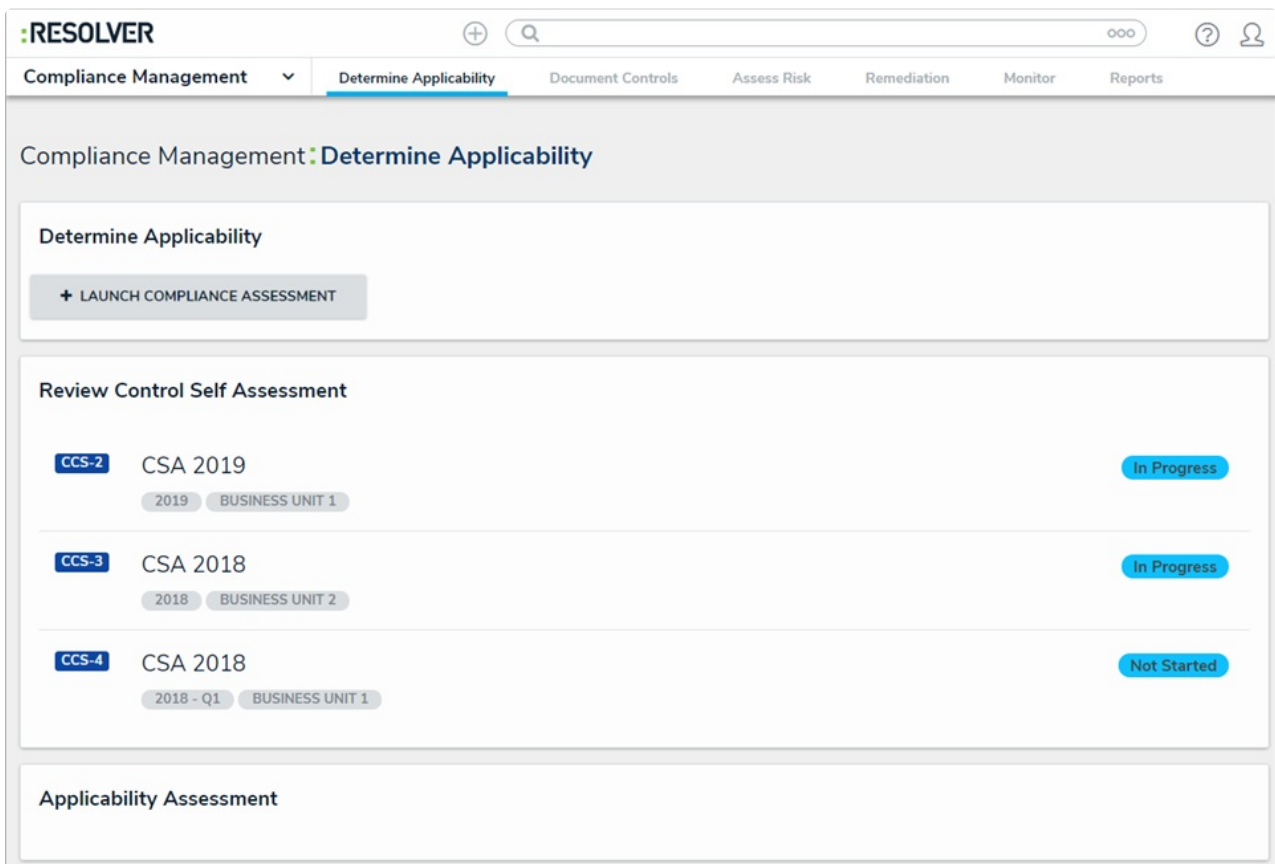 :RESOLVER
ooo
?
Compliance Management Determine Applicability Document Controls Assess Risk Remediation Monitor Reports
Compliance Management:Determine Applicability
Determine Applicability
+ LAUNCH COMPLIANCE ASSESSMENT
Review Control Self Assessment
CCS-2 CSA 2019 In Progress
2019 BUSINESS UNIT 1
CCS-3 CSA 2018 In Progress
2018 BUSINESS UNIT 2
CCS-4 CSA 2018 Not Started
2018 - Q1 BUSINESS UNIT 1
Applicability Assessment